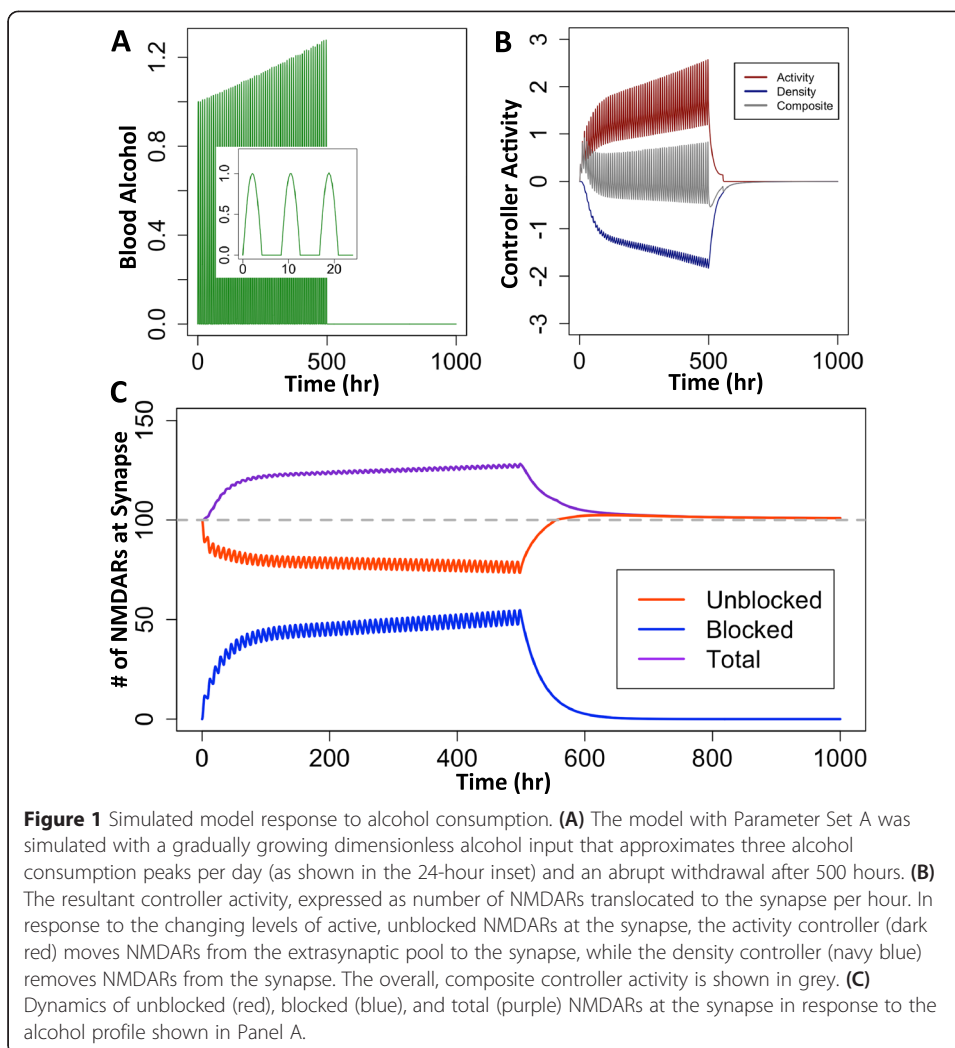 A
Blood Alcohol
1.2
0.8
0.4
0.0
1.0
0.5
0.0
0
10
20
0
500
1000
Time (hr)
B
Controller Activity
3
2
1
0
-1
-2
-3
Activity
Density
Composite
0
500
1000
Time (hr)
C
# of NMDARs at Synapse
150
100
50
0
Unblocked
Blocked
Total
0
200
400
600
800
1000
Time (hr)
Figure 1 Simulated model response to alcohol consumption. (A) The model with Parameter Set A was
simulated with a gradually growing dimensionless alcohol input that approximates three alcohol
consumption peaks per day (as shown in the 24-hour inset) and an abrupt withdrawal after 500 hours. (B)
The resultant controller activity, expressed as number of NMDARs translocated to the synapse per hour. In
response to the changing levels of active, unblocked NMDARs at the synapse, the activity controller (dark
red) moves NMDARs from the extrasynaptic pool to the synapse, while the density controller (navy blue)
removes NMDARs from the synapse. The overall, composite controller activity is shown in grey. (C)
Dynamics of unblocked (red), blocked (blue), and total (purple) NMDARs at the synapse in response to the
alcohol profile shown in Panel A.